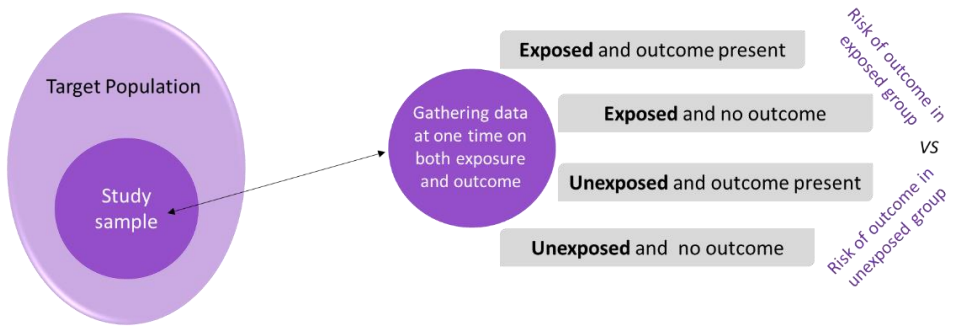 Target Population
Study
sample
Gathering data
at one time on
both exposure
and outcome
Exposed and outcome present
Exposed and no outcome
Unexposed and outcome present
Unexposed and  no outcome
Risk of outcome in
exposed group
VS
Risk of outcome in
unexposed group